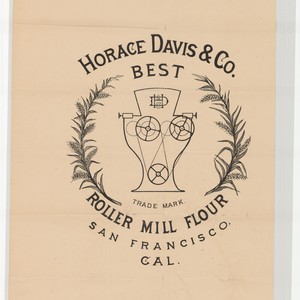 HORACE DAVIS & CO.
BEST
TRADE MARK.
ROLLER MILL FLOUR
SAN FRANCISCO.
CAL.